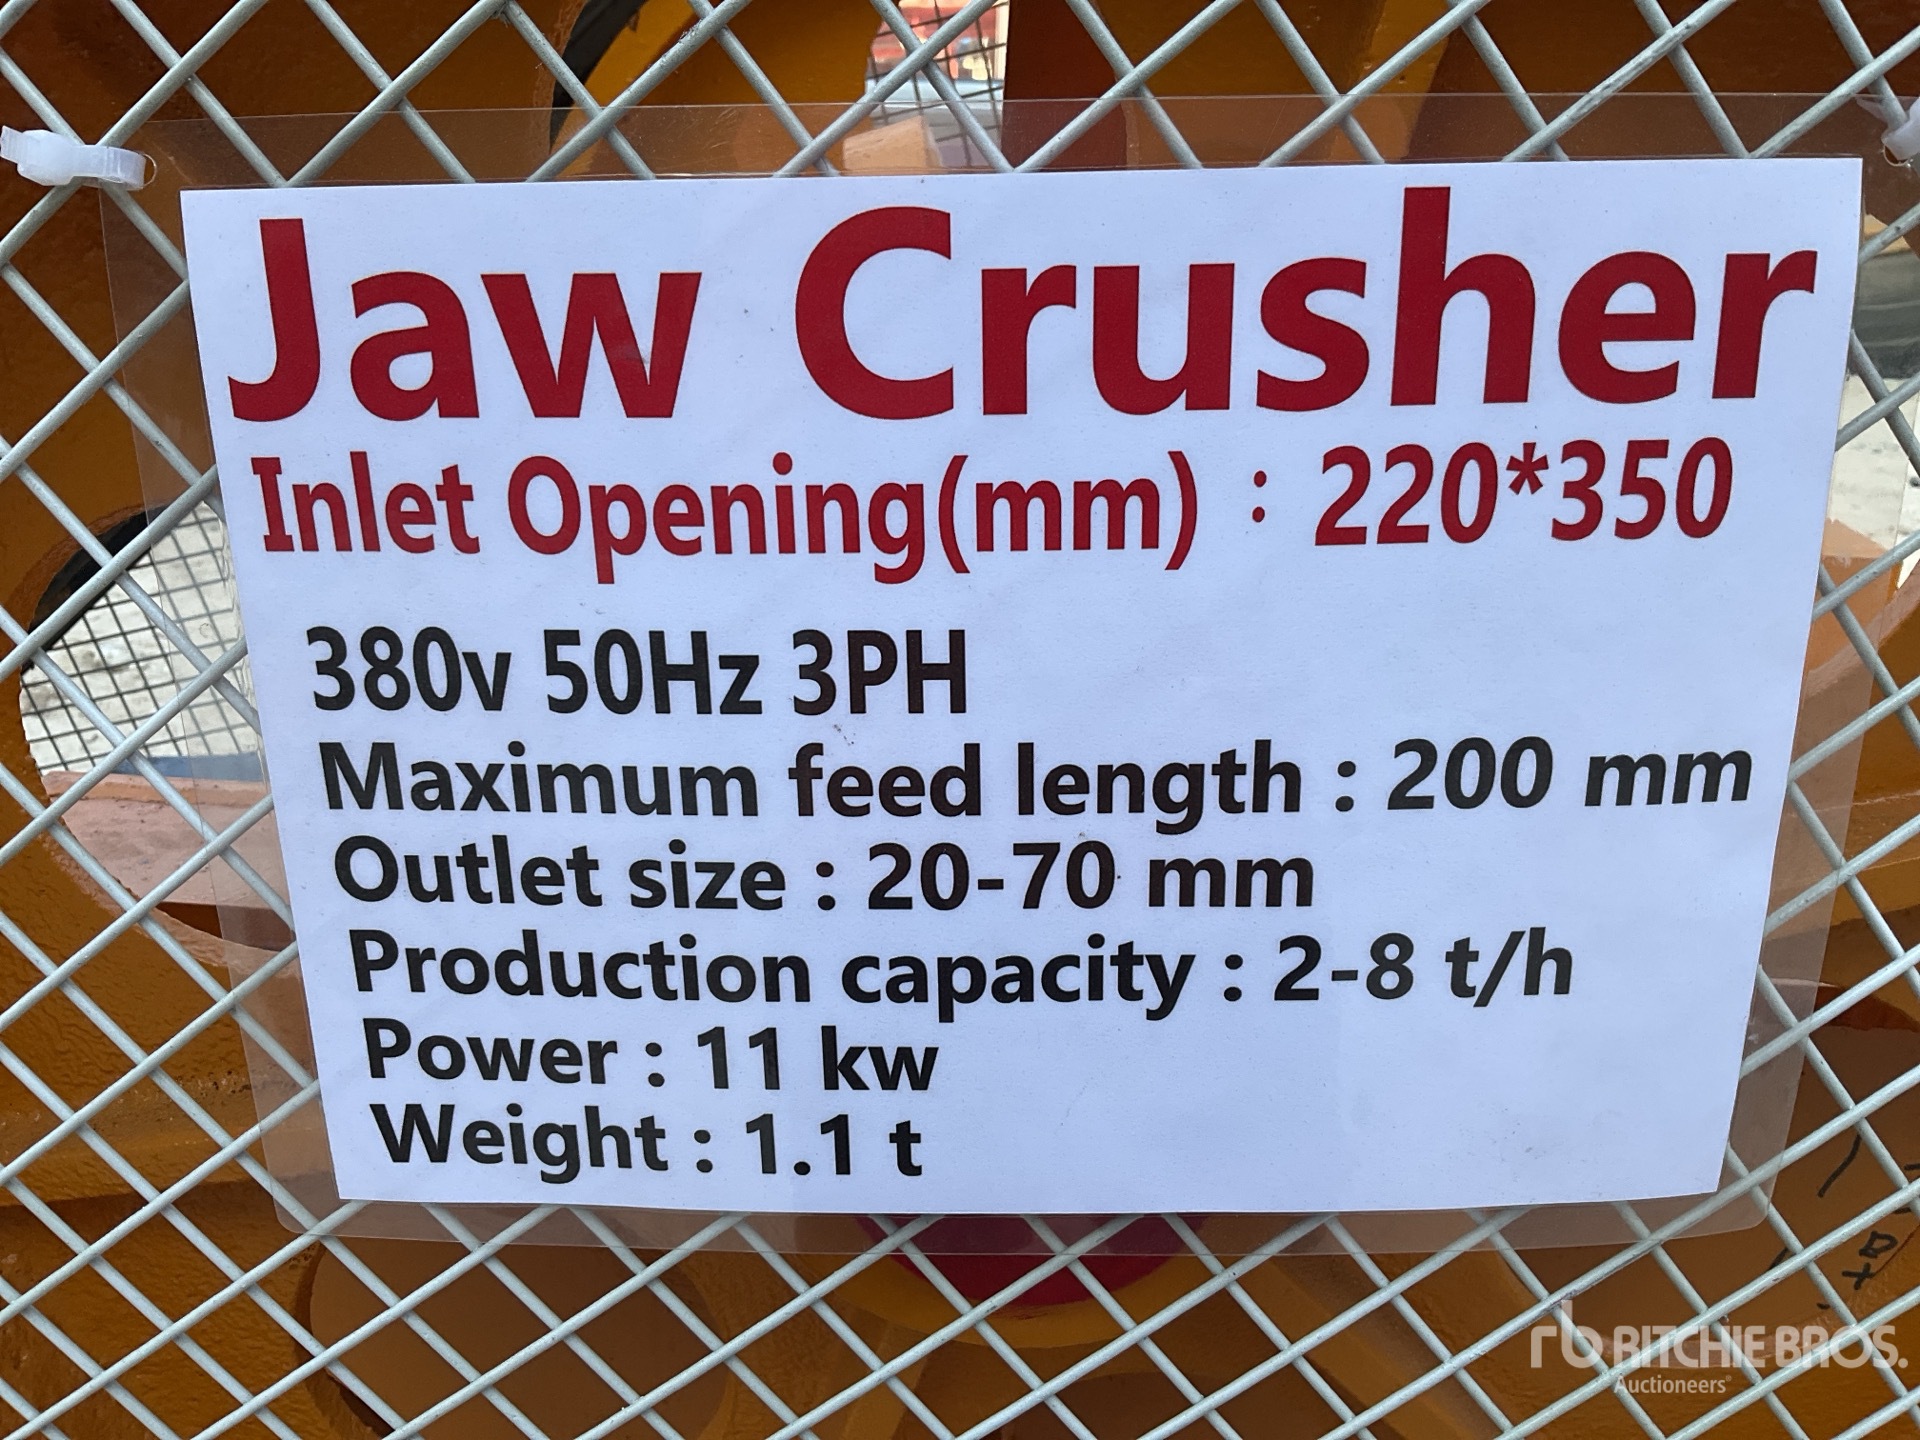 Jaw Crusher
Inlet Opening(mm) : 220*350
380v 50Hz 3PH
Maximum feed length : 200 mm
Outlet size : 20-70 mm
Production capacity : 2-8 t/h
Power : 11 kw
Weight : 1.1 t
rb RITCHIE BROS.
Auctioneers